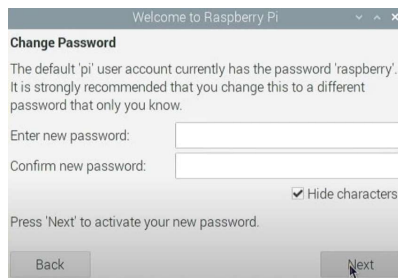 Welcome to Raspberry Pi
Change Password
The default 'pi' user account currently has the password 'raspberry'.
It is strongly recommended that you change this to a different
password that only you know.
Enter new password:
Confirm new password:
Hide characters
Press 'Next' to activate your new password.
Back Next